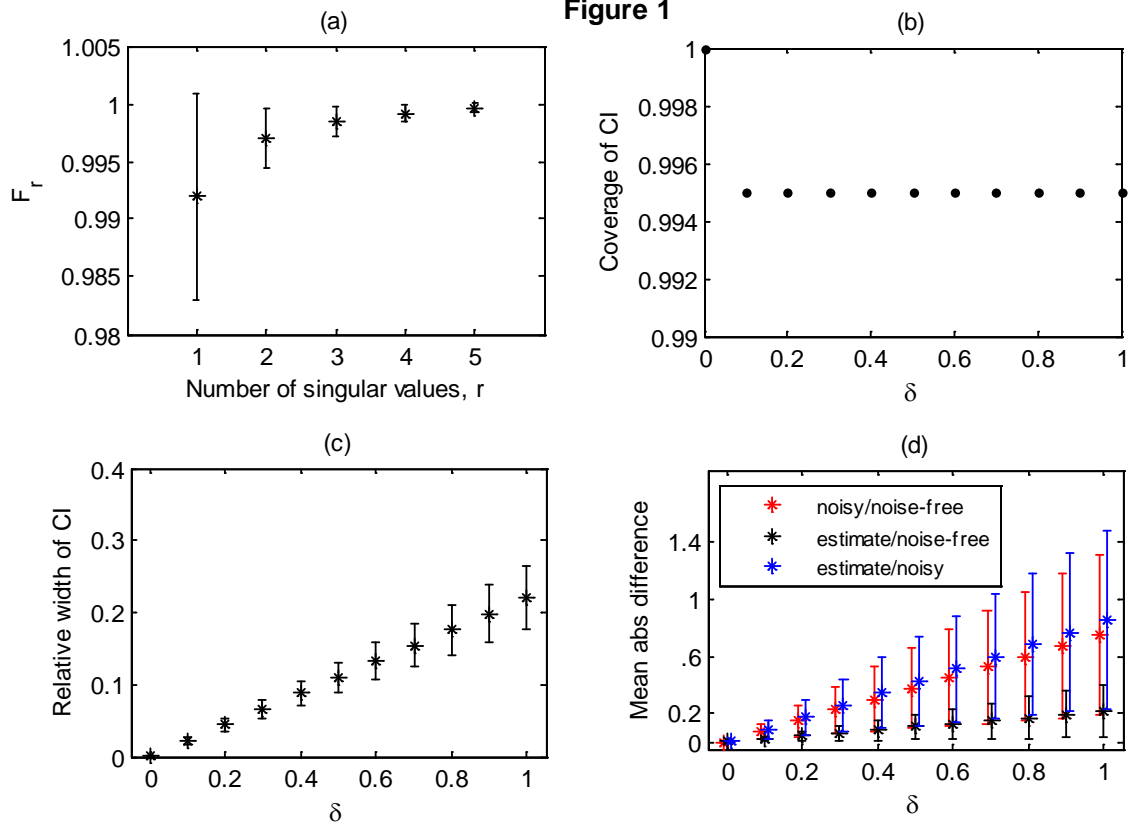 Figure 1
(a)
1.005
1
0.995
0.99
0.985
0.98
F_r
1 2 3 4 5
Number of singular values, r
(b)
1
0.998
0.996
0.994
0.992
0.99
Coverage of CI
0 0.2 0.4 0.6 0.8 1
δ
(c)
0.4
0.3
0.2
0.1
0
Relative width of CI
0 0.2 0.4 0.6 0.8 1
δ
(d)
noisy/noise-free
estimate/noise-free
estimate/noisy
1.4
1
.6
0.2
0
Mean abs difference
0 0.2 0.4 0.6 0.8 1
δ